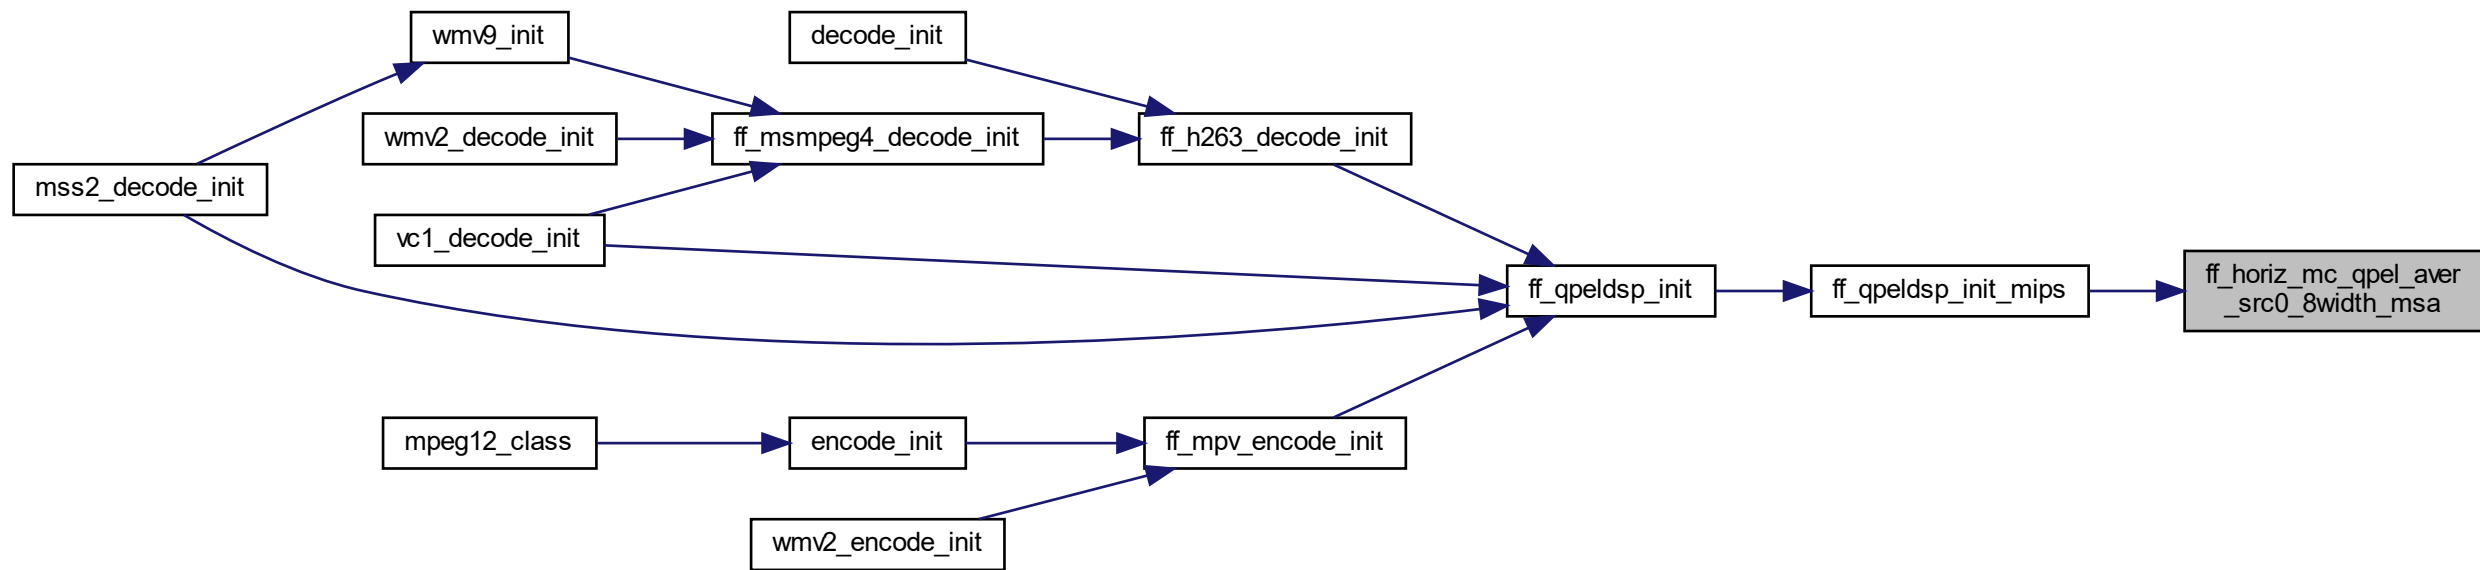 wmv9_init
decode_init
wmv2_decode_init
ff_msmpeg4_decode_init
ff_h263_decode_init
mss2_decode_init
vc1_decode_init
ff_qpeldsp_init
ff_qpeldsp_init_mips
ff_horiz_mc_qpel_aver
_src0_8width_msa
mpeg12_class
encode_init
ff_mpv_encode_init
wmv2_encode_init